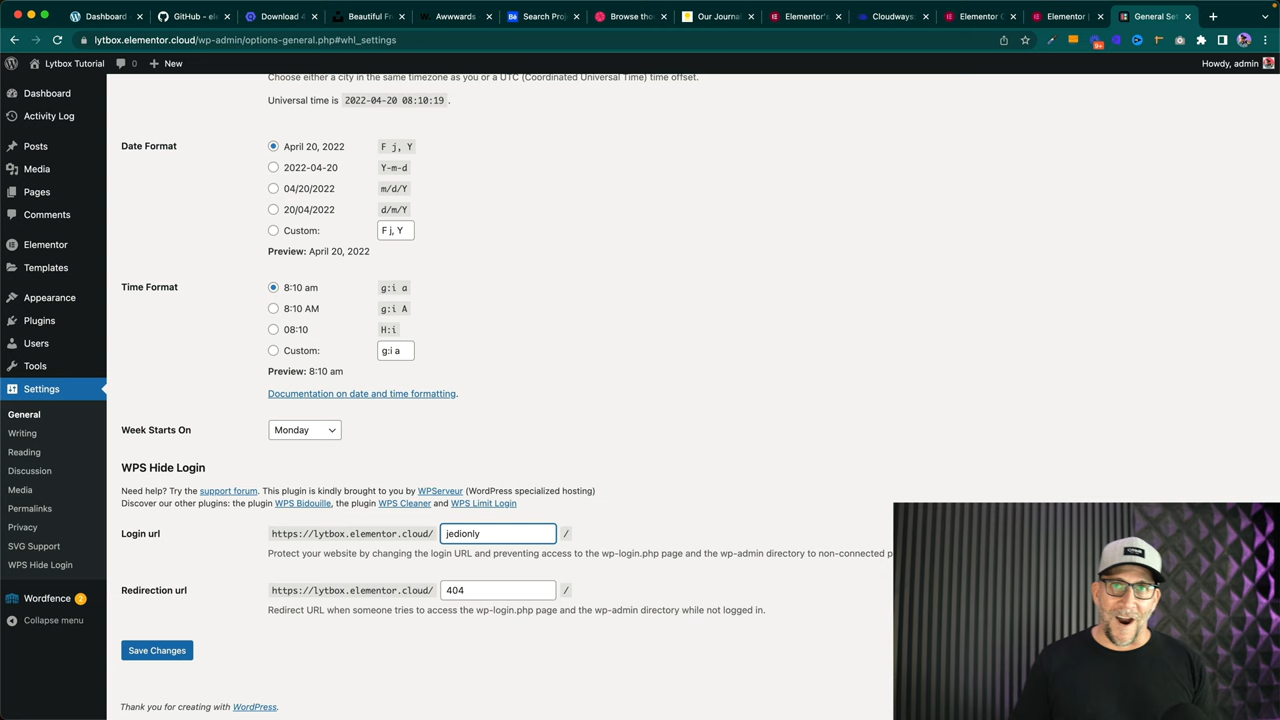 Dashboard
GitHub - ele
Download 4
Beautiful Fr
Awwwards
Search Proj
Browse thou
Our Journal
Elementor's
Cloudways
Elementor C
Elementor |
General Set
lytbox.elementor.cloud/wp-admin/options-general.php#whl_settings
9+
Lytbox Tutorial
0
New
Howdy, admin
Dashboard
Activity Log
Posts
Media
Pages
Comments
Elementor
Templates
Appearance
Plugins
Users
Tools
Settings
General
Writing
Reading
Discussion
Media
Permalinks
Privacy
SVG Support
WPS Hide Login
Wordfence 2
Collapse menu
Choose either a city in the same timezone as you or a UTC (Coordinated Universal Time) time offset.
Universal time is 2022-04-20 08:10:19 .
Date Format
April 20, 2022 F j, Y
2022-04-20 Y-m-d
04/20/2022 m/d/Y
20/04/2022 d/m/Y
Custom: F j, Y
Preview: April 20, 2022
Time Format
8:10 am g:i a
8:10 AM g:i A
08:10 H:i
Custom: g:i a
Preview: 8:10 am
Documentation on date and time formatting.
Week Starts On Monday
WPS Hide Login
Need help? Try the support forum. This plugin is kindly brought to you by WPServeur (WordPress specialized hosting)
Discover our other plugins: the plugin WPS Bidouille, the plugin WPS Cleaner and WPS Limit Login
Login url https://lytbox.elementor.cloud/ jedionly /
Protect your website by changing the login URL and preventing access to the wp-login.php page and the wp-admin directory to non-connected p
Redirection url https://lytbox.elementor.cloud/ 404 /
Redirect URL when someone tries to access the wp-login.php page and the wp-admin directory while not logged in.
Save Changes
Thank you for creating with WordPress.